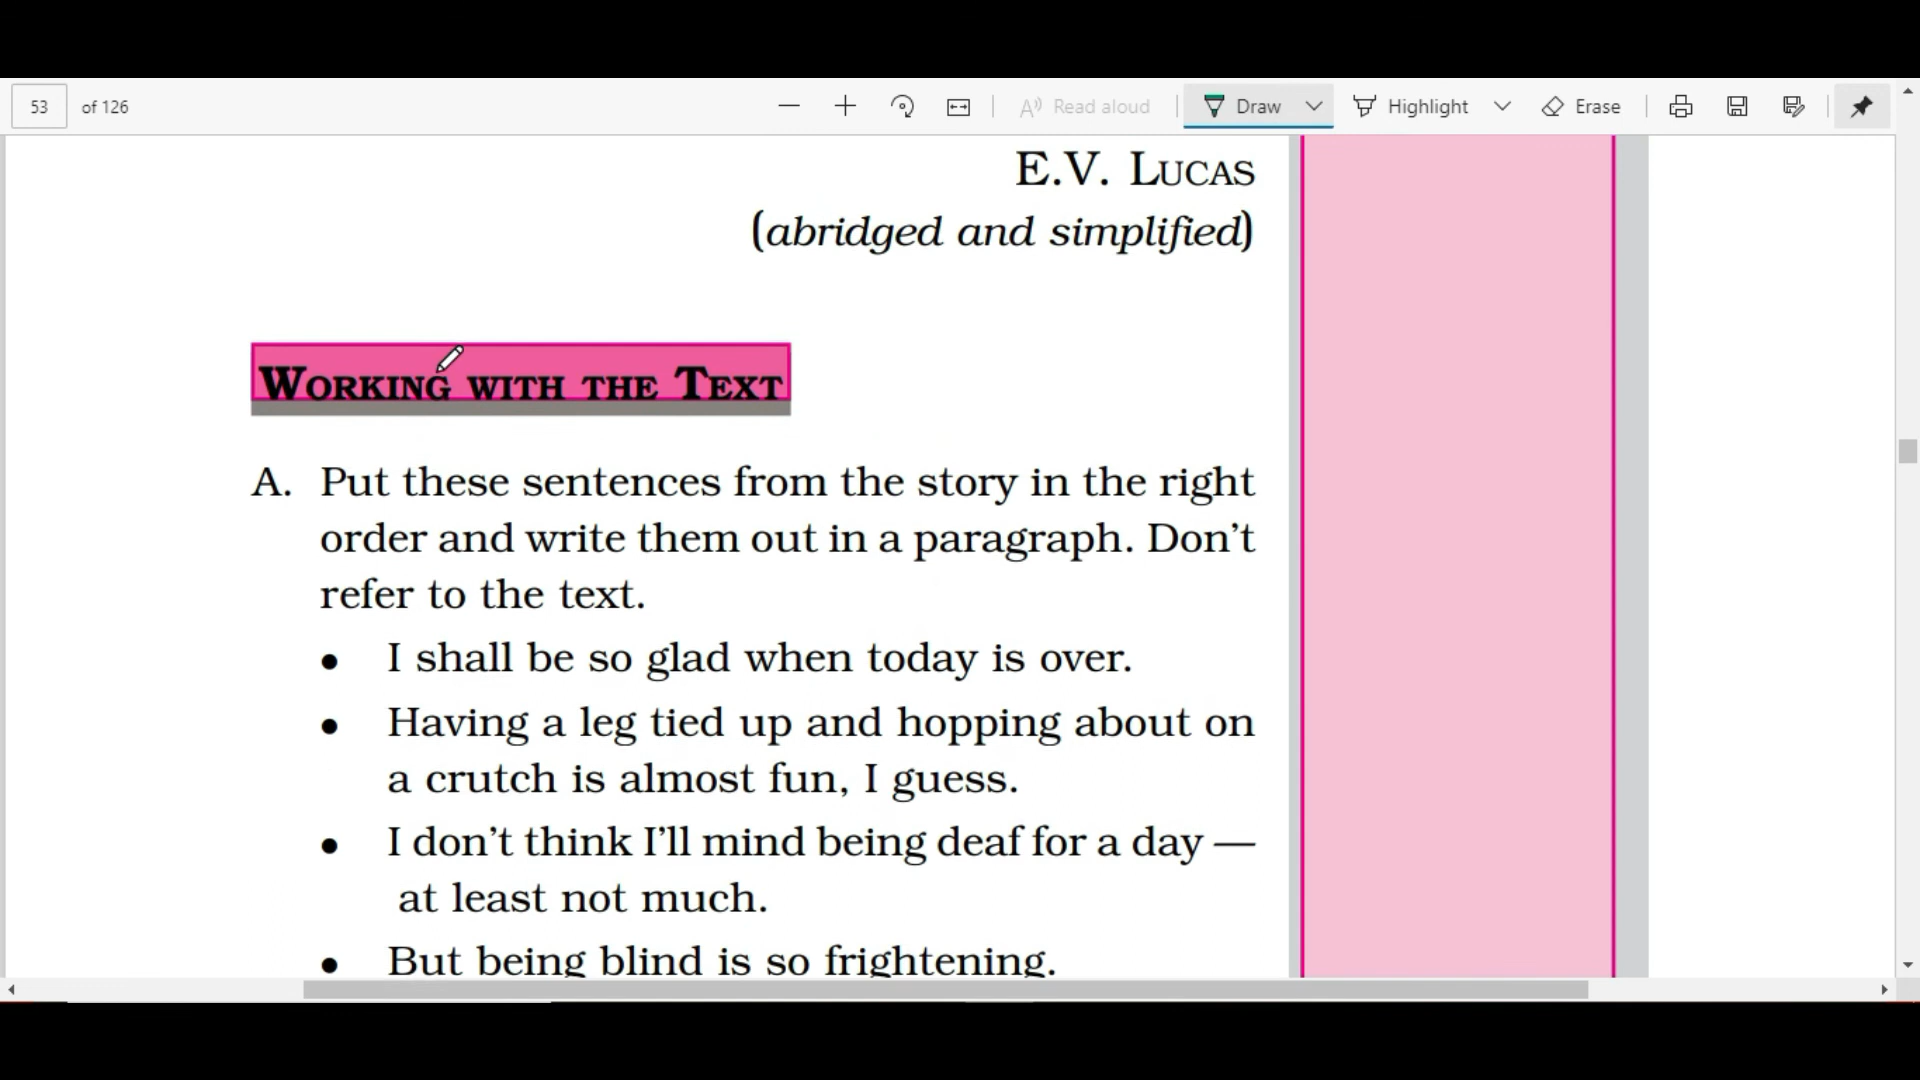 53 of 126 Read aloud Draw Highlight Erase
E.V. LUCAS
(abridged and simplified)
WORKING WITH THE TEXT
A. Put these sentences from the story in the right
order and write them out in a paragraph. Don’t
refer to the text.
• I shall be so glad when today is over.
• Having a leg tied up and hopping about on
a crutch is almost fun, I guess.
• I don’t think I’ll mind being deaf for a day —
at least not much.
• But being blind is so frightening.